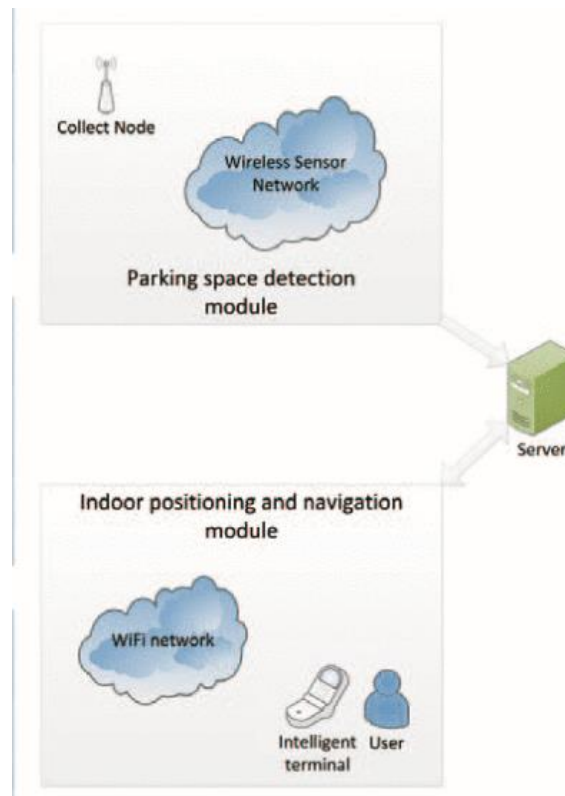 Collect Node
Wireless Sensor
Network
Parking space detection
module
Server
Indoor positioning and navigation
module
WiFi network
Intelligent
terminal
User